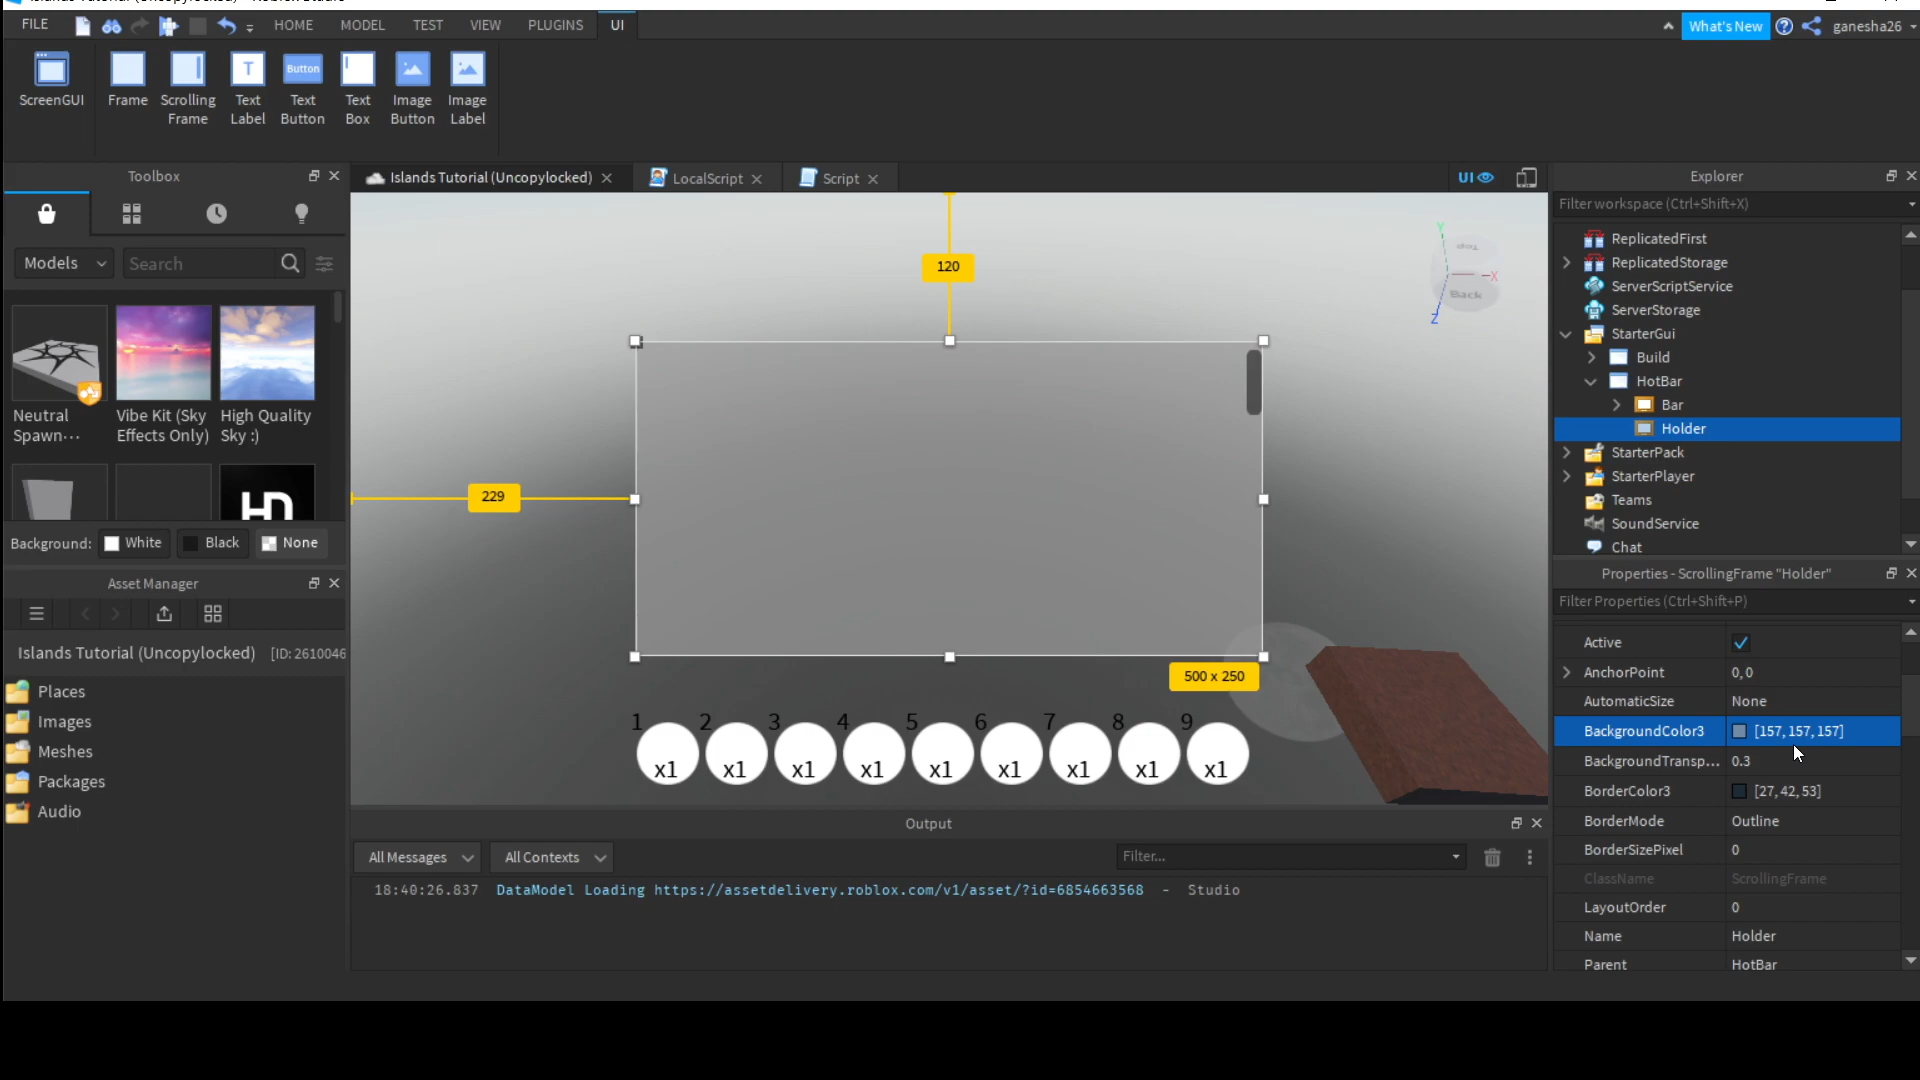 FILE
HOME
MODEL
TEST
VIEW
PLUGINS
UI
What's New
ganesha26
ScreenGUI
Frame
Scrolling
Frame
Text
Label
Button
Text
Button
Text
Box
Image
Button
Image
Label
Toolbox
Models
Search
Neutral
Spawn...
Vibe Kit (Sky
Effects Only)
High Quality
Sky :)
HD
Background:
White
Black
None
Asset Manager
Islands Tutorial (Uncopylocked)
[ID: 2610046
Places
Images
Meshes
Packages
Audio
Islands Tutorial (Uncopylocked)
LocalScript
Script
UI
120
229
500 x 250
Top
Back
Y
X
Z
1 2 3 4 5 6 7 8 9
x1 x1 x1 x1 x1 x1 x1 x1 x1
Output
All Messages
All Contexts
Filter...
18:40:26.837 DataModel Loading https://assetdelivery.roblox.com/v1/asset/?id=6854663568 - Studio
Explorer
Filter workspace (Ctrl+Shift+X)
ReplicatedFirst
ReplicatedStorage
ServerScriptService
ServerStorage
StarterGui
Build
HotBar
Bar
Holder
StarterPack
StarterPlayer
Teams
SoundService
Chat
Properties - ScrollingFrame "Holder"
Filter Properties (Ctrl+Shift+P)
Active
AnchorPoint 0, 0
AutomaticSize None
BackgroundColor3 [157, 157, 157]
BackgroundTransp... 0.3
BorderColor3 [27, 42, 53]
BorderMode Outline
BorderSizePixel 0
ClassName ScrollingFrame
LayoutOrder 0
Name Holder
Parent HotBar